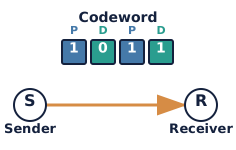 Codeword
P D P D
1 0 1 1
S R
Sender Receiver